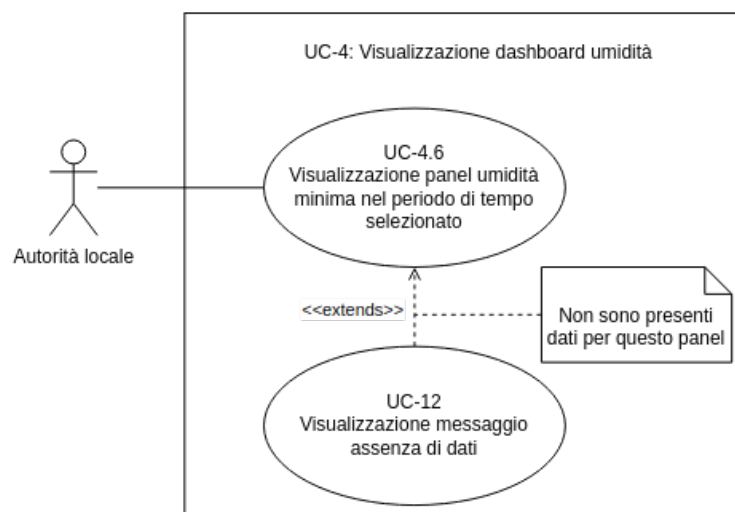 UC-4: Visualizzazione dashboard umidità
UC-4.6
Visualizzazione panel umidità
minima nel periodo di tempo
selezionato
Autorità locale
<<extends>>
Non sono presenti
dati per questo panel
UC-12
Visualizzazione messaggio
assenza di dati